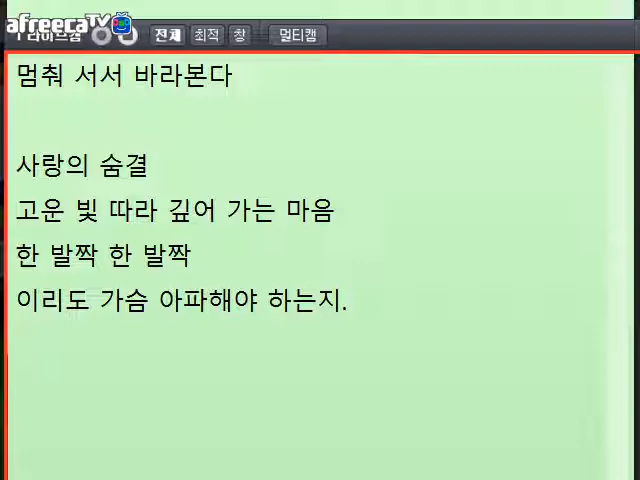 afreecaTV
전체 최적 창 멀티캠
멈춰 서서 바라본다
사랑의 숨결
고운 빛 따라 깊어 가는 마음
한 발짝 한 발짝
이리도 가슴 아파해야 하는지.